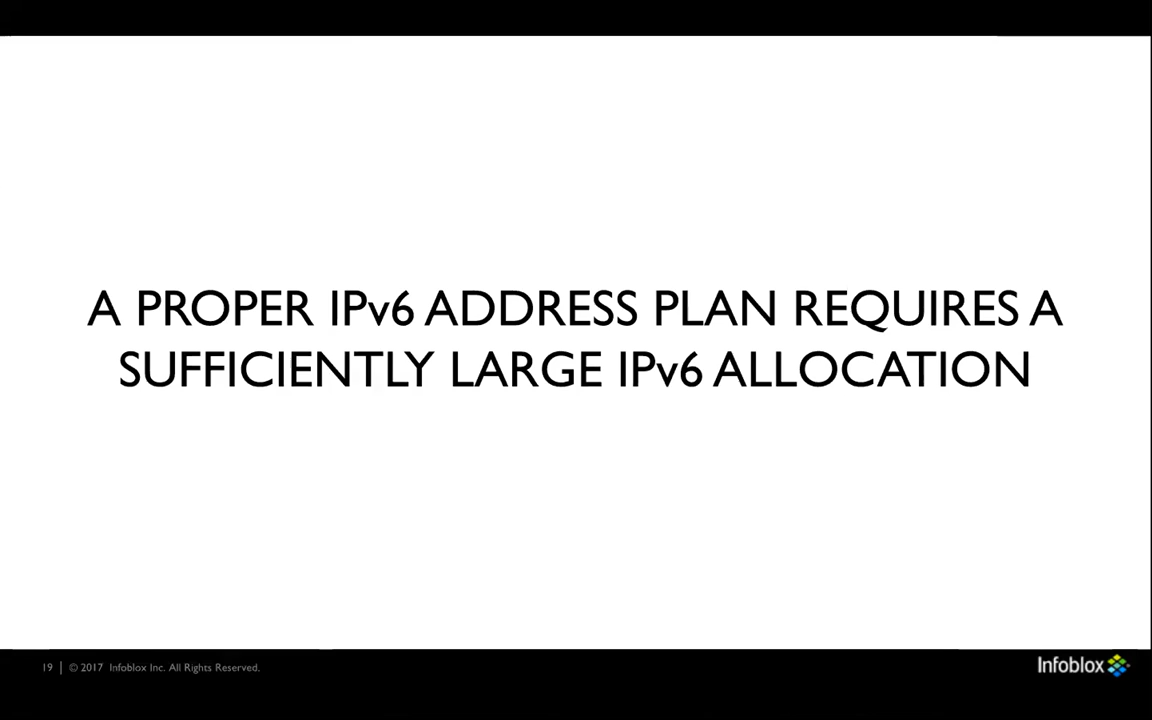 A PROPER IPv6 ADDRESS PLAN REQUIRES A
SUFFICIENTLY LARGE IPv6 ALLOCATION
19 | © 2017 Infoblox Inc. All Rights Reserved.
Infoblox